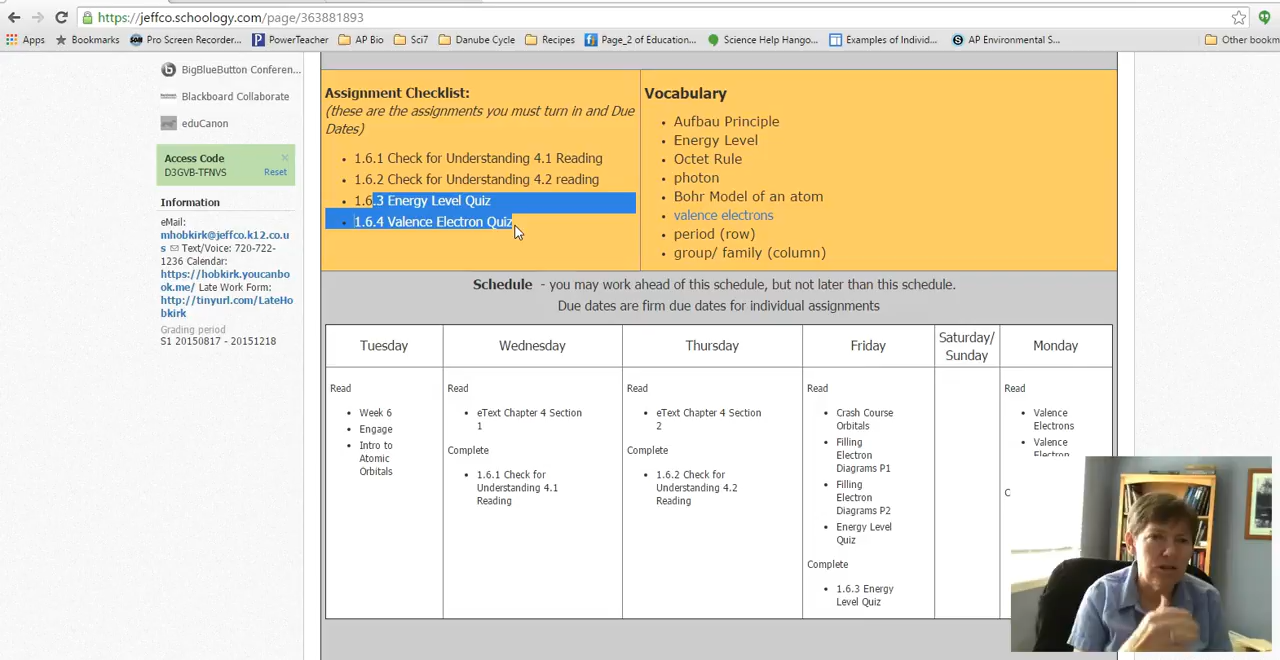 https://jeffco.schoology.com/page/363881893
Apps
Bookmarks
Pro Screen Recorder...
PowerTeacher
AP Bio
Sci7
Danube Cycle
Recipes
Page_2 of Education...
Science Help Hango...
Examples of Individ...
AP Environmental S...
Other bookm
BigBlueButton Conferen...
Blackboard Collaborate
eduCanon
Access Code
D3GVB-TFNVS
Reset
Information
eMail:
mhobkirk@jeffco.k12.co.u
s Text/Voice: 720-722-
1236 Calendar:
https://hobkirk.youcanbo
ok.me/ Late Work Form:
http://tinyurl.com/LateHo
bkirk
Grading period
S1 20150817 - 20151218
Assignment Checklist:
(these are the assignments you must turn in and Due
Dates)
1.6.1 Check for Understanding 4.1 Reading
1.6.2 Check for Understanding 4.2 reading
1.6.3 Energy Level Quiz
1.6.4 Valence Electron Quiz
Vocabulary
Aufbau Principle
Energy Level
Octet Rule
photon
Bohr Model of an atom
valence electrons
period (row)
group/ family (column)
Schedule - you may work ahead of this schedule, but not later than this schedule.
Due dates are firm due dates for individual assignments
Tuesday
Wednesday
Thursday
Friday
Saturday/
Sunday
Monday
Read
Week 6
Engage
Intro to
Atomic
Orbitals
Read
eText Chapter 4 Section
1
Complete
1.6.1 Check for
Understanding 4.1
Reading
Read
eText Chapter 4 Section
2
Complete
1.6.2 Check for
Understanding 4.2
Reading
Read
Crash Course
Orbitals
Filling
Electron
Diagrams P1
Filling
Electron
Diagrams P2
Energy Level
Quiz
Complete
1.6.3 Energy
Level Quiz
Read
Valence
Electrons
Valence
Electron
C